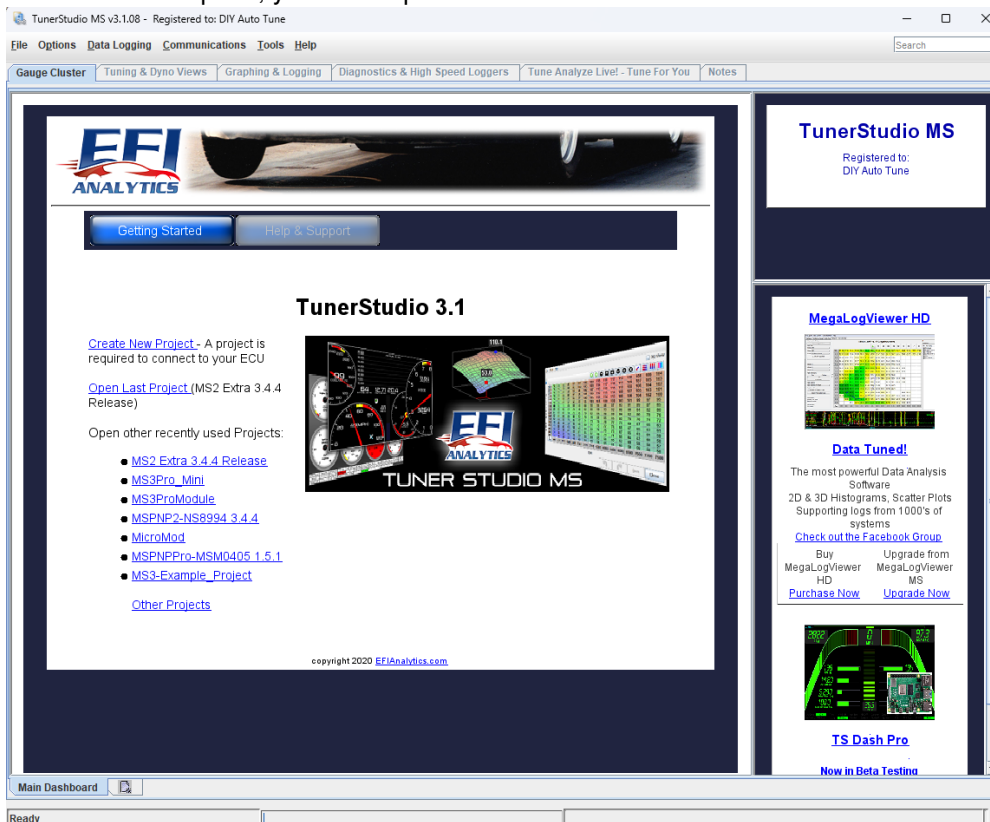 TunerStudio MS v3.1.08 - Registered to: DIY Auto Tune
File Options Data Logging Communications Tools Help
Search
Gauge Cluster Tuning & Dyno Views Graphing & Logging Diagnostics & High Speed Loggers Tune Analyze Live! - Tune For You Notes
EFI
ANALYTICS
Getting Started Help & Support
TunerStudio 3.1
Create New Project - A project is
required to connect to your ECU
Open Last Project (MS2 Extra 3.4.4
Release)
Open other recently used Projects:
MS2 Extra 3.4.4 Release
MS3Pro_Mini
MS3ProModule
MSPNP2-NS8994 3.4.4
MicroMod
MSPNPPro-MSM0405 1.5.1
MS3-Example_Project
Other Projects
110.1
53.0
EFI
ANALYTICS
TUNER STUDIO MS
copyright 2020 EFIAnalytics.com
TunerStudio MS
Registered to:
DIY Auto Tune
MegaLogViewer HD
Data Tuned!
The most powerful Data Analysis
Software
2D & 3D Histograms, Scatter Plots
Supporting logs from 1000's of
systems
Check out the Facebook Group
Buy
MegaLogViewer
HD
Purchase Now
Upgrade from
MegaLogViewer
MS
Upgrade Now
TS Dash Pro
Now in Beta Testing
Main Dashboard
Ready